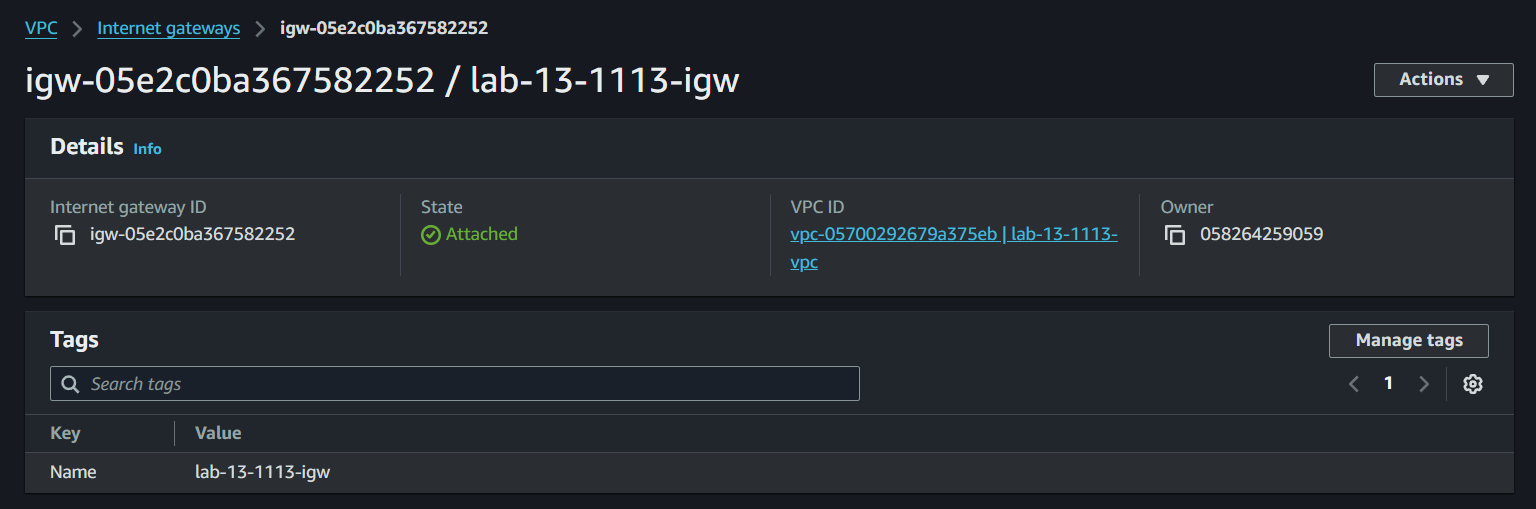 VPC > Internet gateways > igw-05e2c0ba367582252
igw-05e2c0ba367582252 / lab-13-1113-igw
Actions
Details Info
Internet gateway ID
igw-05e2c0ba367582252
State
Attached
VPC ID
vpc-05700292679a375eb | lab-13-1113-
vpc
Owner
058264259059
Tags
Manage tags
Search tags
1
Key Value
Name lab-13-1113-igw